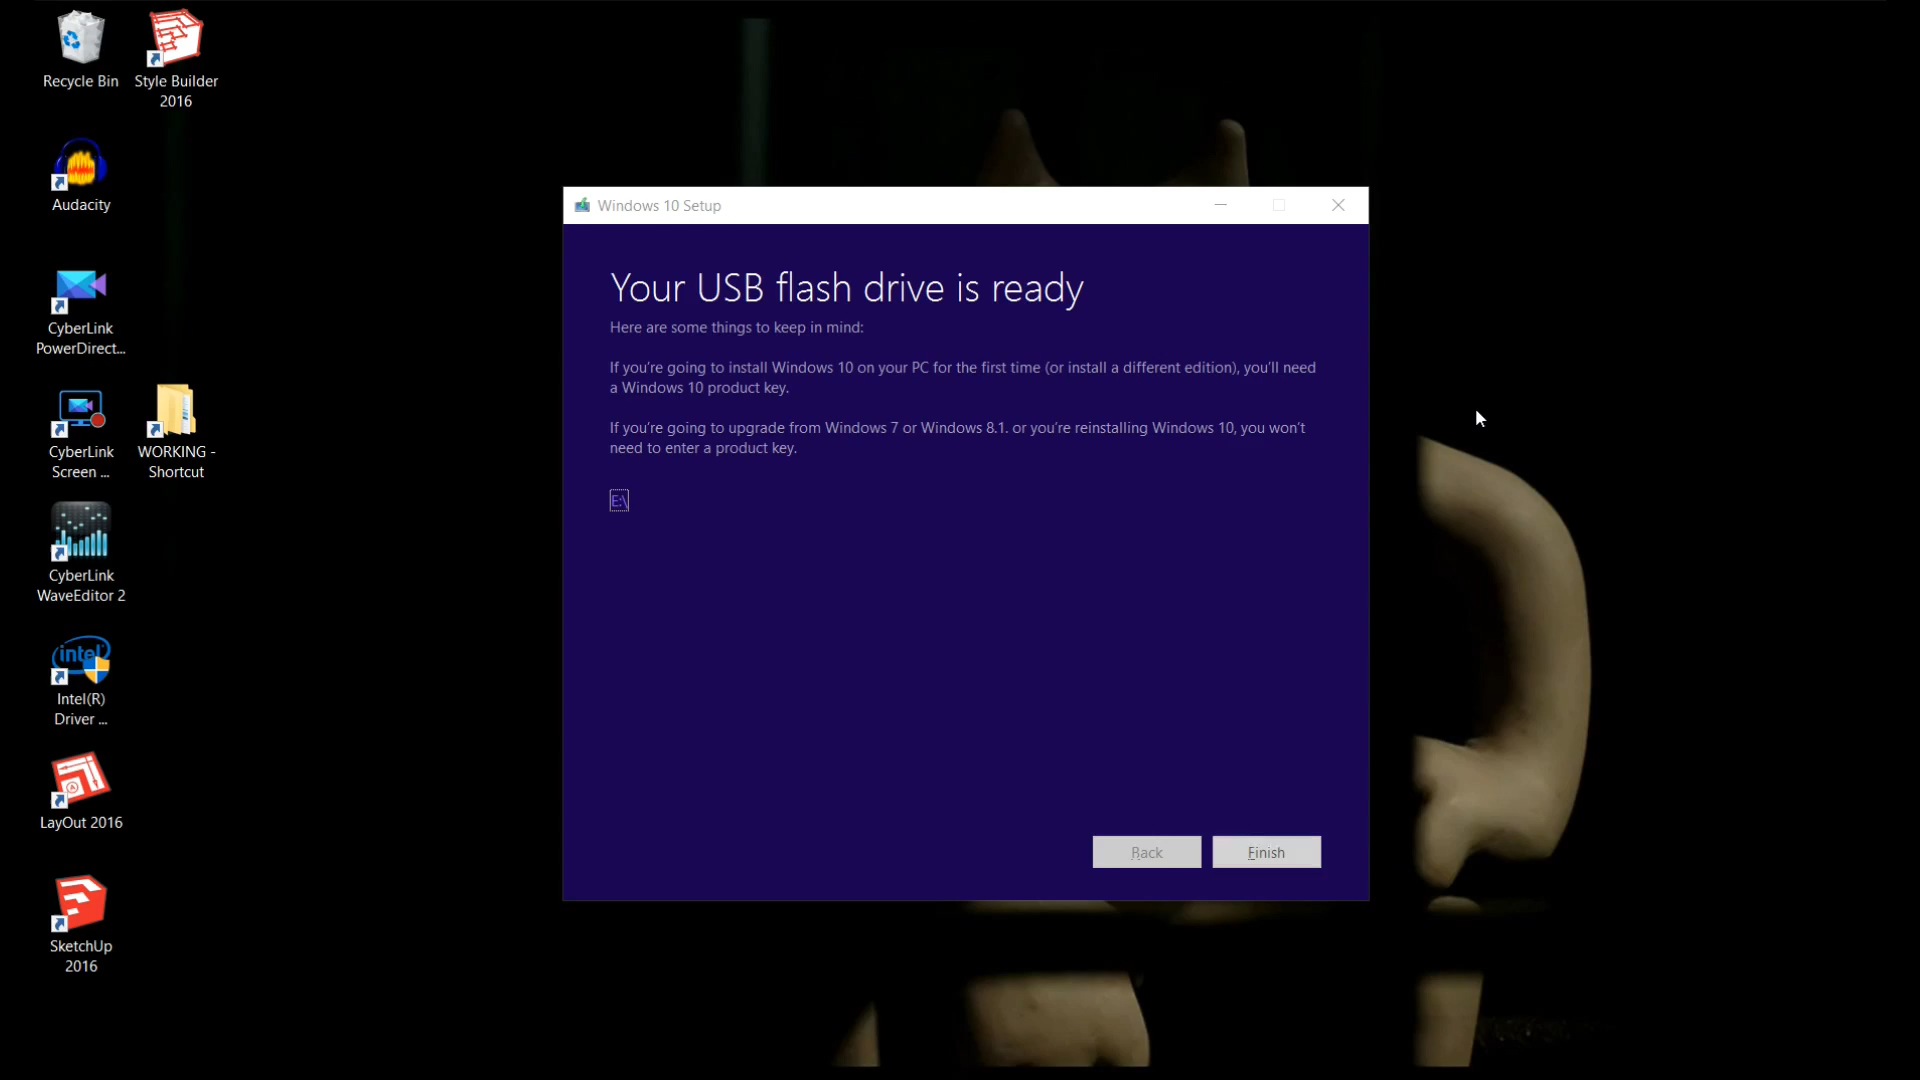 Recycle Bin
Style Builder
2016
Audacity
CyberLink
PowerDirect...
CyberLink
Screen ...
WORKING -
Shortcut
CyberLink
WaveEditor 2
intel
Intel(R)
Driver ...
LayOut 2016
SketchUp
2016
Windows 10 Setup
Your USB flash drive is ready
Here are some things to keep in mind:
If you're going to install Windows 10 on your PC for the first time (or install a different edition), you'll need
a Windows 10 product key.
If you're going to upgrade from Windows 7 or Windows 8.1. or you're reinstalling Windows 10, you won't
need to enter a product key.
E:\
Back
Finish